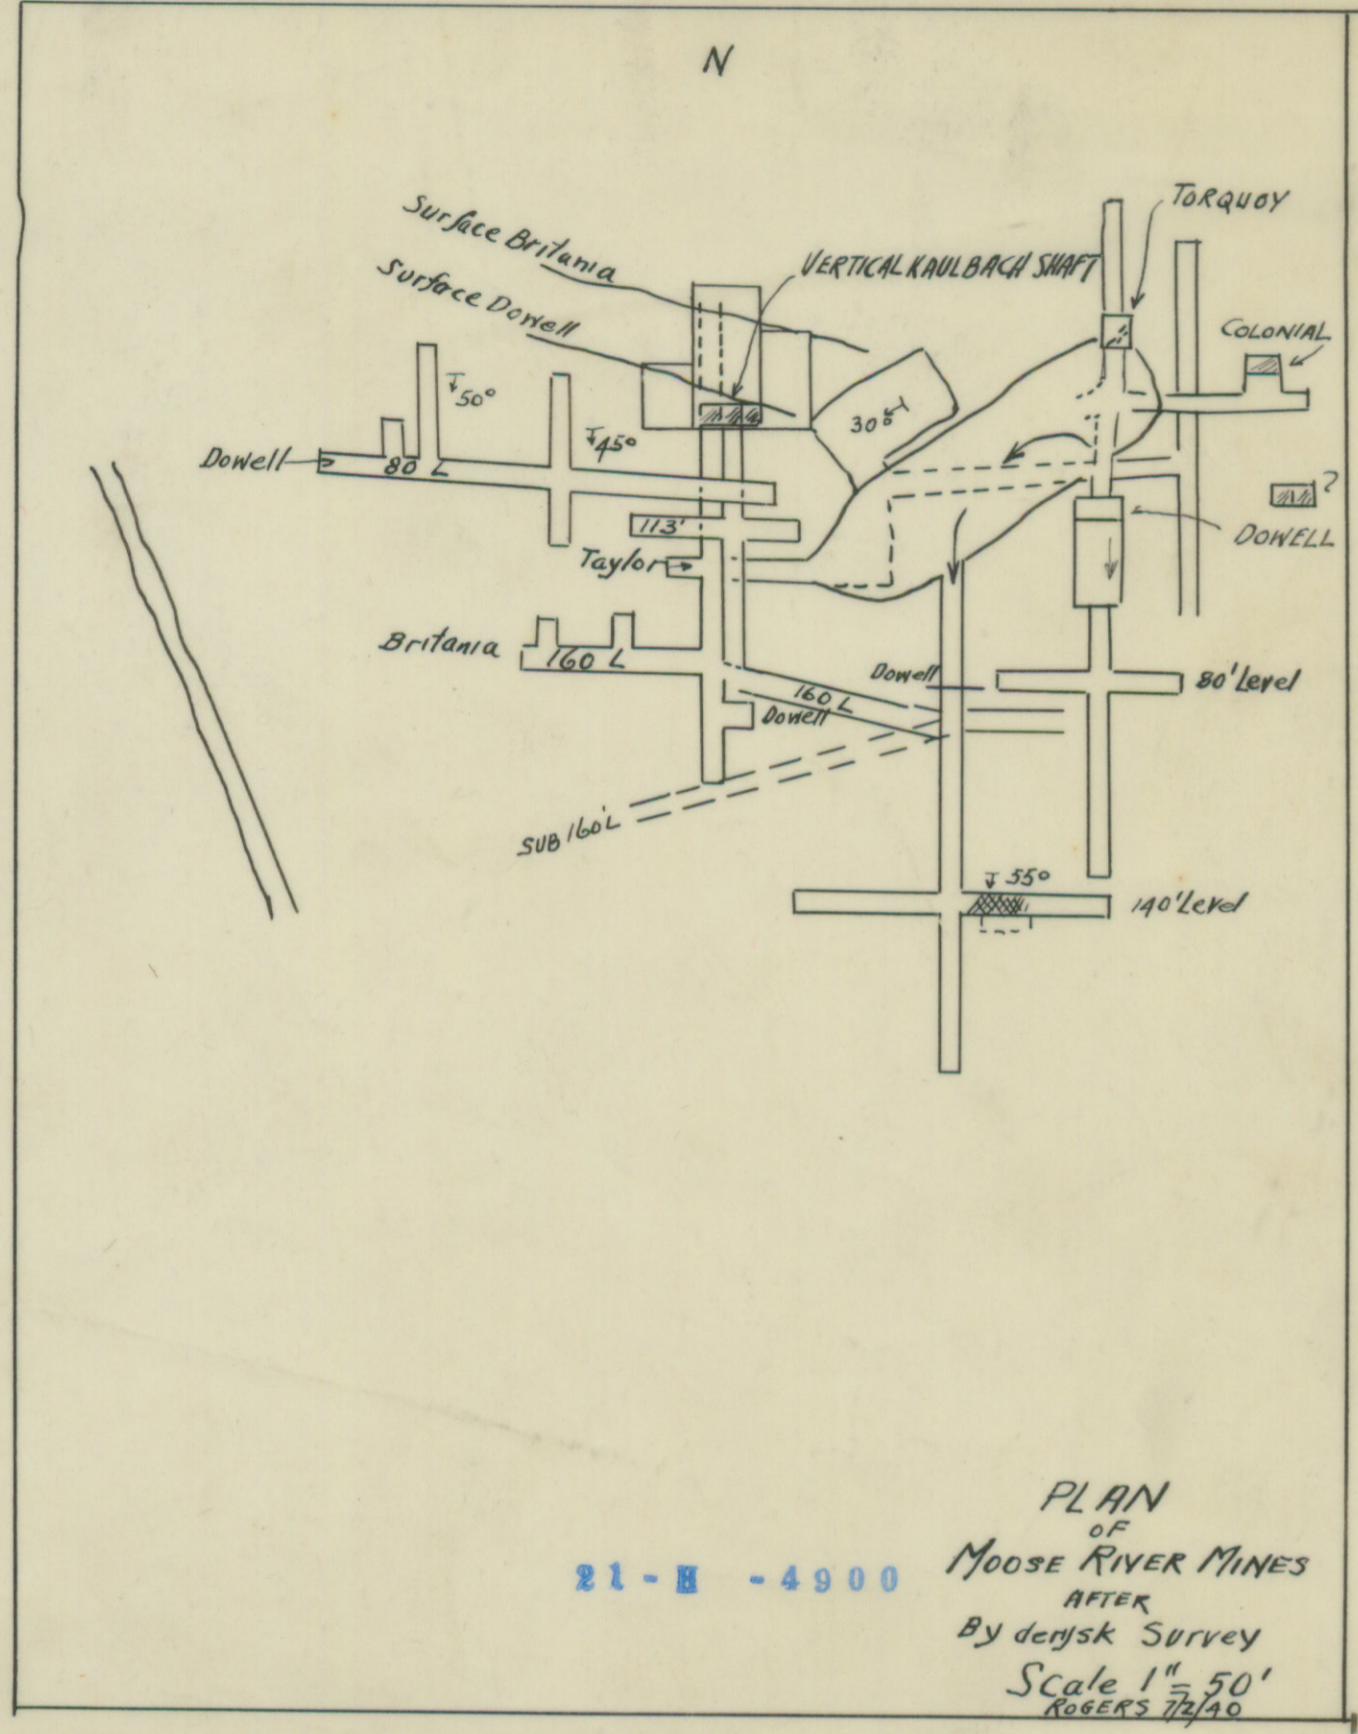 N
TORQUOY
Surface Britania
VERTICAL KAULBACH SHAFT
Surface Dowell
COLONIAL
50°
30°
45°
Dowell
80 L
?
113'
DOWELL
Taylor
Britania
160 L
Dowell
80' Level
160 L
Dowell
SUB 160' L
55°
140' Level
PLAN
OF
MOOSE RIVER MINES
AFTER
Survey
Scale 1" = 50'
ROGERS 7/2/40
21-H -4900